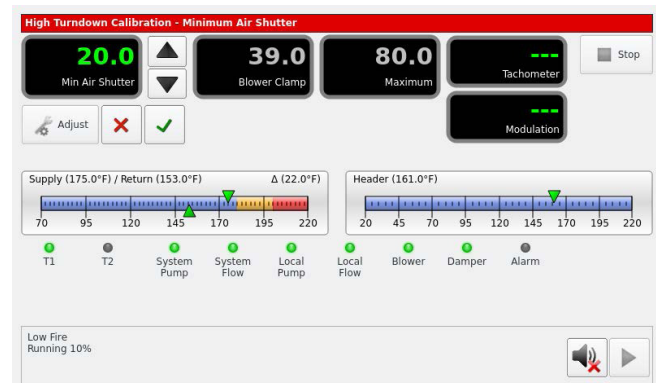 High Turndown Calibration - Minimum Air Shutter
20.0
Min Air Shutter
39.0
Blower Clamp
80.0
Maximum
---
Tachometer
Stop
Adjust
---
Modulation
Supply (175.0°F) / Return (153.0°F) Δ (22.0°F)
70 95 120 145 170 195 220
Header (161.0°F)
20 45 70 95 120 145 170 195 220
T1
T2
System
Pump
System
Flow
Local
Pump
Local
Flow
Blower
Damper
Alarm
Low Fire
Running 10%